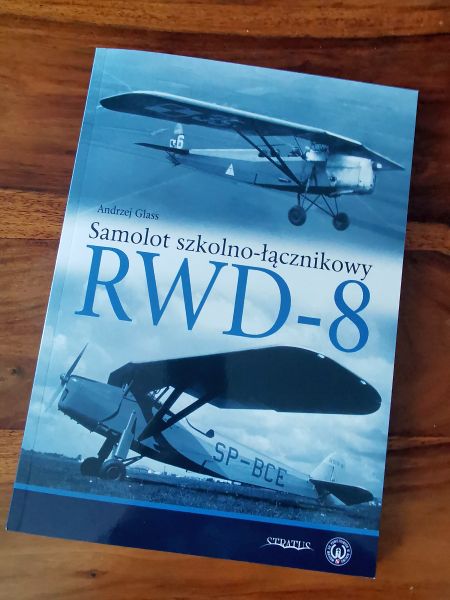 Andrzej Glass
Samolot szkolno-łącznikowy
RWD-8
SP-BCE
STRATUS